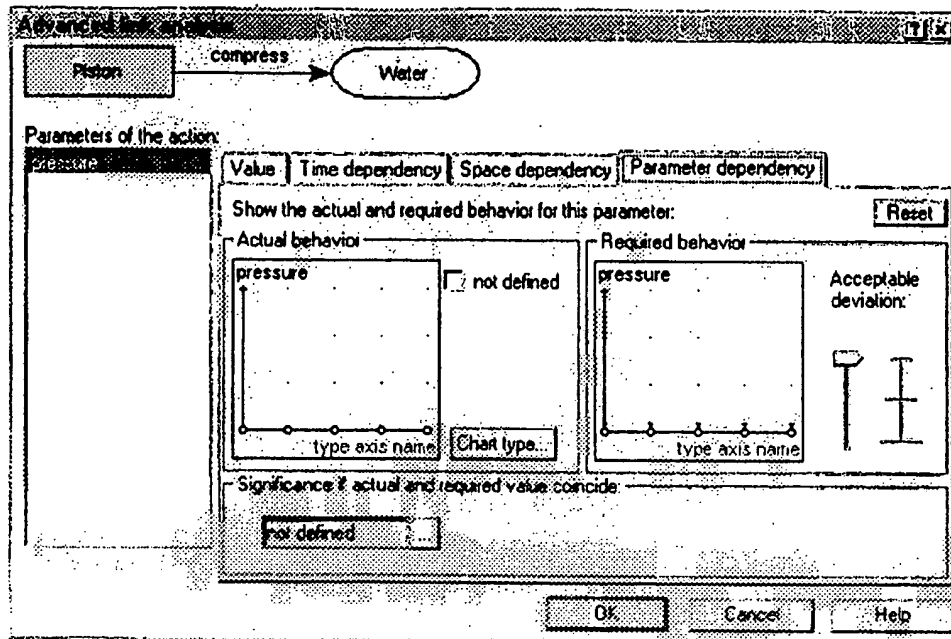 Advanced link analysis
Piston
compress
Water
Parameters of the action:
pressure
Value
Time dependency
Space dependency
Parameter dependency
Show the actual and required behavior for this parameter:
Reset
Actual behavior
pressure
not defined
type axis name
Chart type...
Required behavior
pressure
type axis name
Acceptable
deviation:
Significance if actual and required value coincide:
not defined
...
OK
Cancel
Help